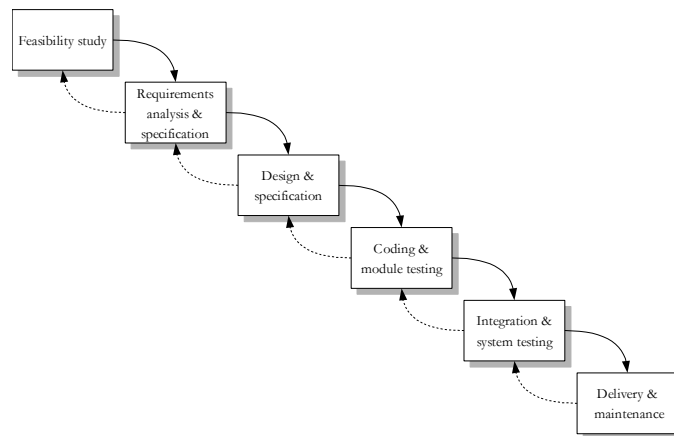 Feasibility study
Requirements
analysis &
specification
Design &
specification
Coding &
module testing
Integration &
system testing
Delivery &
maintenance